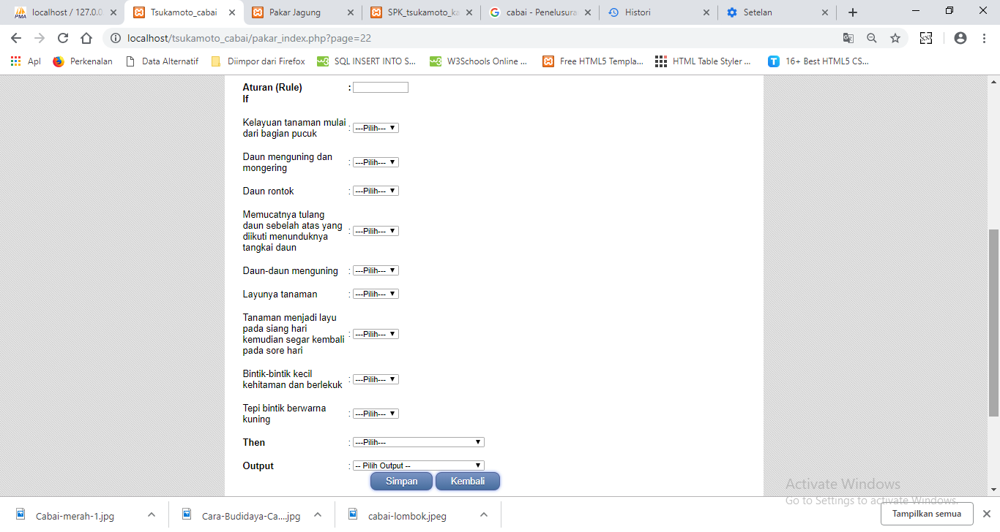 localhost / 127.0.0
Tsukamoto_cabai
Pakar Jagung
SPK_tsukamoto_ka
cabai - Penelusura
Histori
Setelan
localhost/tsukamoto_cabai/pakar_index.php?page=22
Apl
Perkenalan
Data Alternatif
Diimpor dari Firefox
SQL INSERT INTO S...
W3Schools Online ...
Free HTML5 Templa...
HTML Table Styler ...
16+ Best HTML5 CS...
Aturan (Rule) :
If
Kelayuan tanaman mulai
dari bagian pucuk
: ---Pilih---
Daun menguning dan
mongering
: ---Pilih---
Daun rontok : ---Pilih---
Memucatnya tulang
daun sebelah atas yang
diikuti menunduknya
tangkai daun
: ---Pilih---
Daun-daun menguning : ---Pilih---
Layunya tanaman : ---Pilih---
Tanaman menjadi layu
pada siang hari
kemudian segar kembali
pada sore hari
: ---Pilih---
Bintik-bintik kecil
kehitaman dan berlekuk
: ---Pilih---
Tepi bintik berwarna
kuning
: ---Pilih---
Then : ---Pilih---
Output : -- Pilih Output --
Simpan Kembali
Activate Windows
Go to Settings to activate Windows.
Cabai-merah-1.jpg
Cara-Budidaya-Ca....jpg
cabai-lombok.jpeg
Tampilkan semua